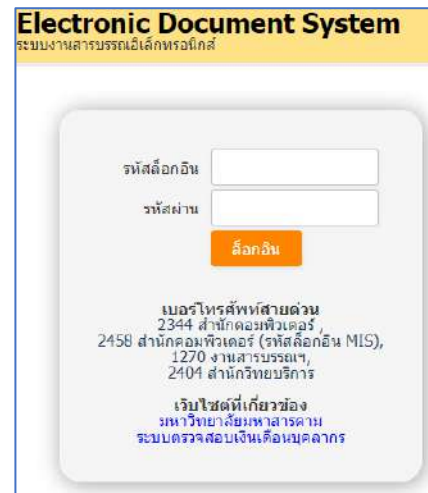 Electronic Document System
ระบบงานสารบรรณอิเล็กทรอนิกส์
รหัสล็อกอิน
รหัสผ่าน
ล็อกอิน
เบอร์โทรศัพท์สายด่วน
2344 สำนักคอมพิวเตอร์ ,
2458 สำนักคอมพิวเตอร์ (รหัสล็อกอิน MIS),
1270 งานสารบรรณฯ,
2404 สำนักวิทยบริการ
เว็บไซต์ที่เกี่ยวข้อง
มหาวิทยาลัยมหาสารคาม
ระบบตรวจสอบเงินเดือนบุคลากร